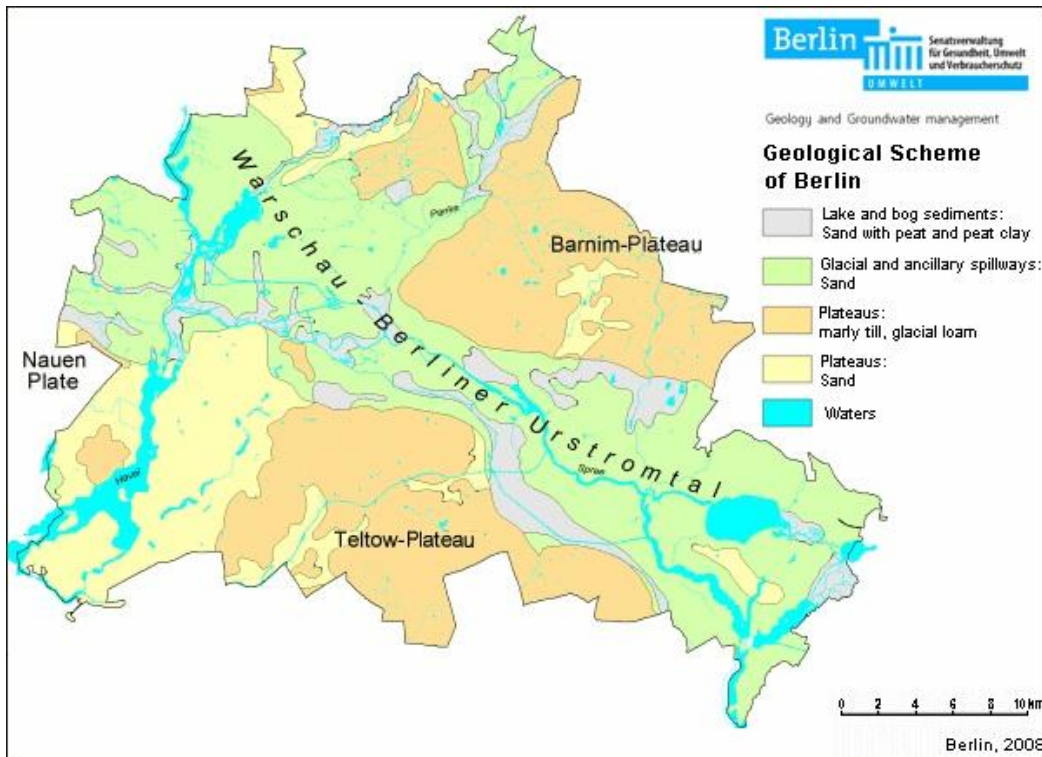 Berlin
Senatsverwaltung
für Gesundheit, Umwelt
und Verbraucherschutz
UMWELT
Geology and Groundwater management
Geological Scheme
of Berlin
Lake and bog sediments:
Sand with peat and peat clay
Glacial and ancillary spillways:
Sand
Plateaus:
marly till, glacial loam
Plateaus:
Sand
Waters
Warschau - Berliner Urstromtal
Panke
Barnim-Plateau
Nauen
Plate
Havel
Spree
Teltow-Plateau
0 2 4 6 8 10 km
Berlin, 2008